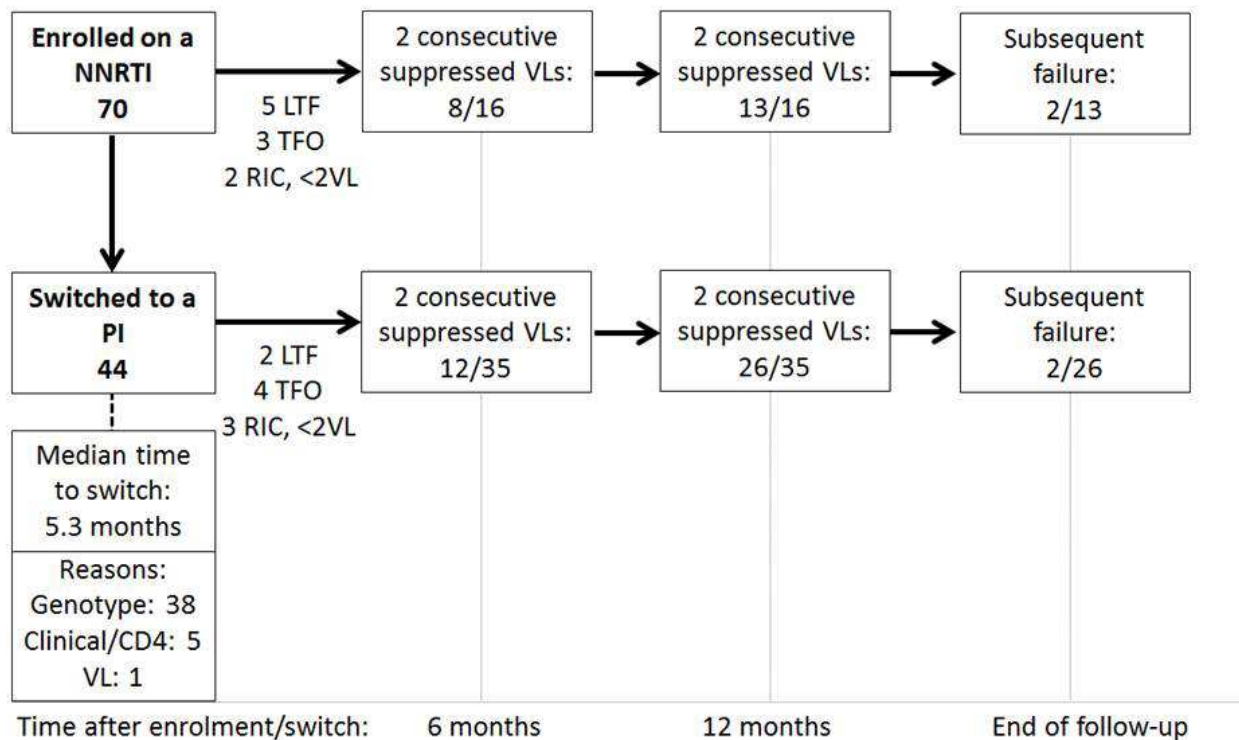 Enrolled on a
NNRTI
70
5 LTF
3 TFO
2 RIC, <2VL
2 consecutive
suppressed VLs:
8/16
2 consecutive
suppressed VLs:
13/16
Subsequent
failure:
2/13
Switched to a
PI
44
2 LTF
4 TFO
3 RIC, <2VL
2 consecutive
suppressed VLs:
12/35
2 consecutive
suppressed VLs:
26/35
Subsequent
failure:
2/26
Median time
to switch:
5.3 months
Reasons:
Genotype: 38
Clinical/CD4: 5
VL: 1
Time after enrolment/switch: 6 months 12 months End of follow-up